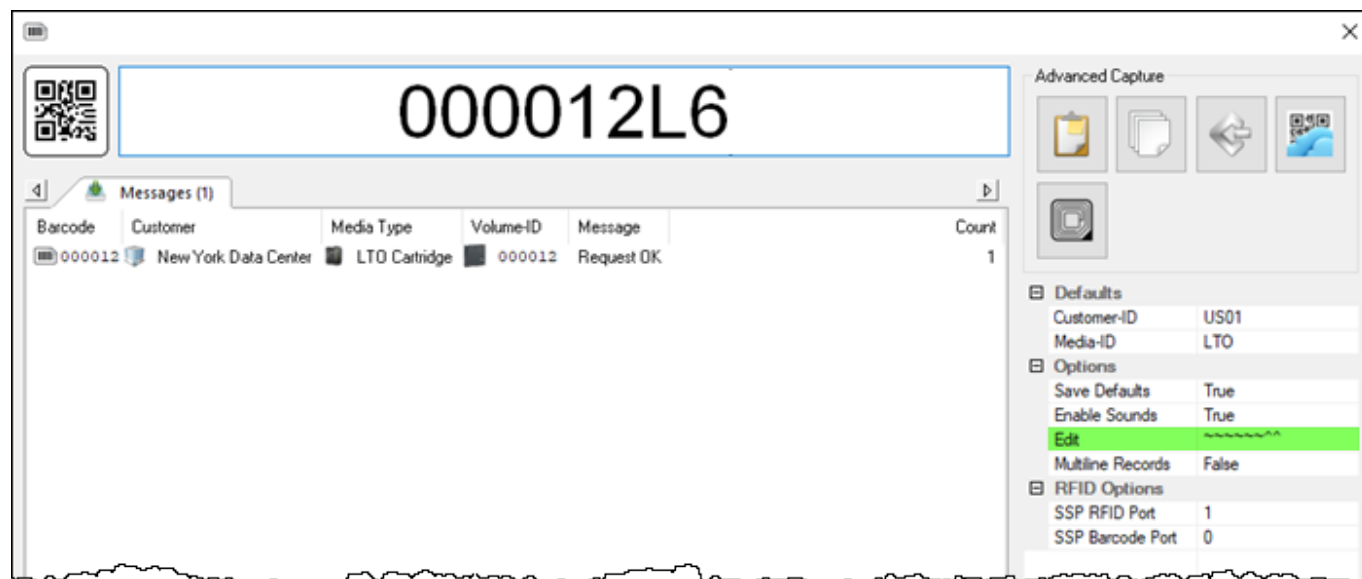 000012L6
Messages (1)
Barcode Customer Media Type Volume-ID Message Count
000012 New York Data Center LTO Cartridge 000012 Request OK 1
Advanced Capture
Defaults
Customer-ID US01
Media-ID LTO
Options
Save Defaults True
Enable Sounds True
Edit ~~~~~~^^
Multiline Records False
RFID Options
SSP RFID Port 1
SSP Barcode Port 0